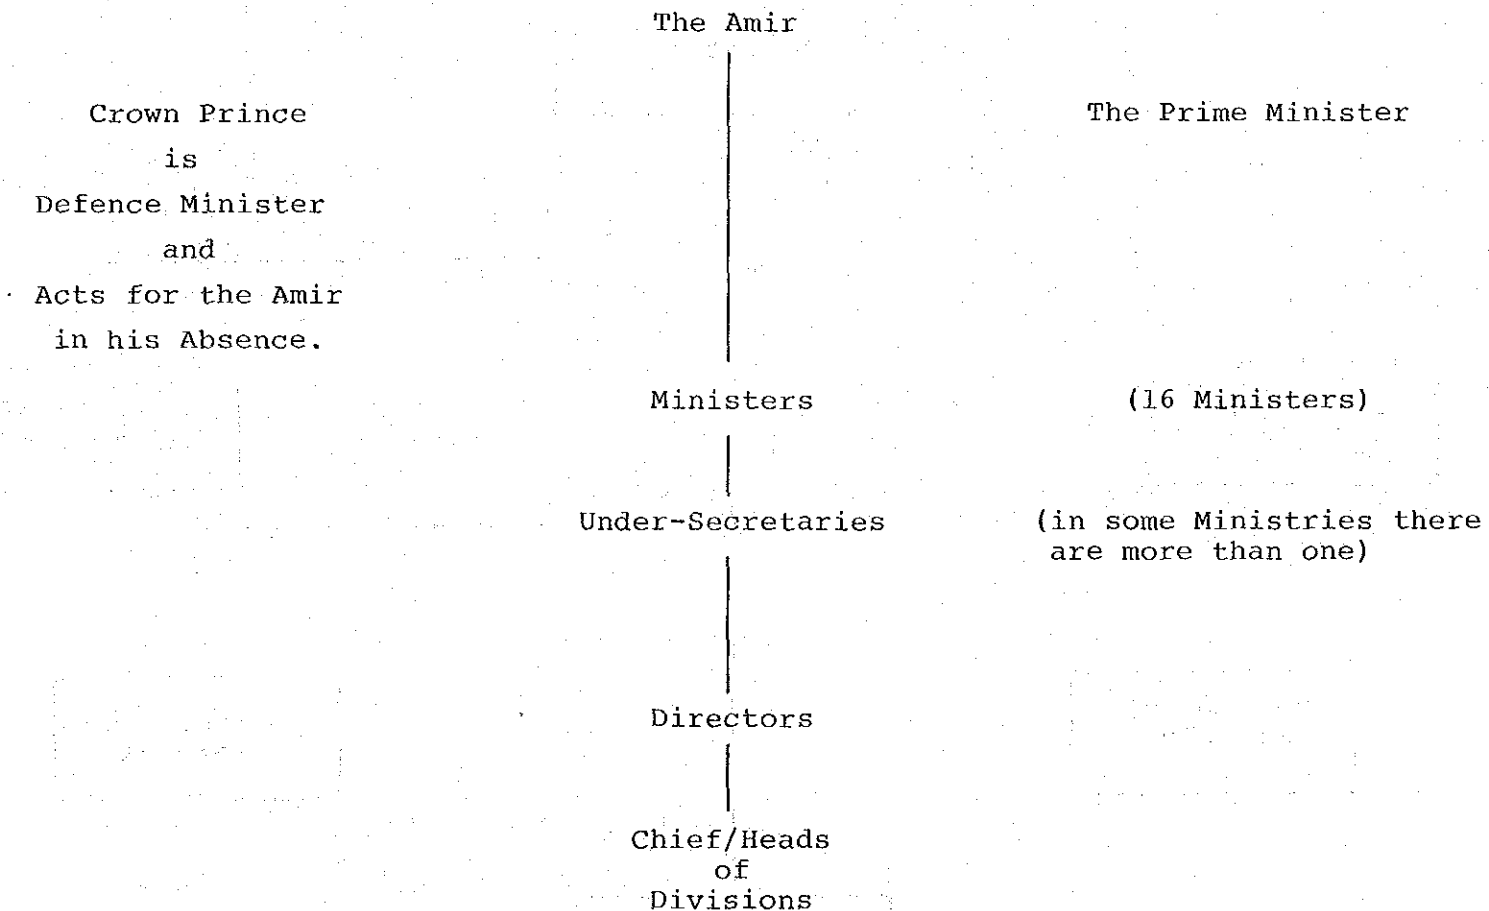 The Amir
Crown Prince
is
Defence Minister
and
Acts for the Amir
in his Absence.
The Prime Minister
Ministers
(16 Ministers)
Under-Secretaries
(in some Ministries there
are more than one)
Directors
Chief/Heads
of
Divisions